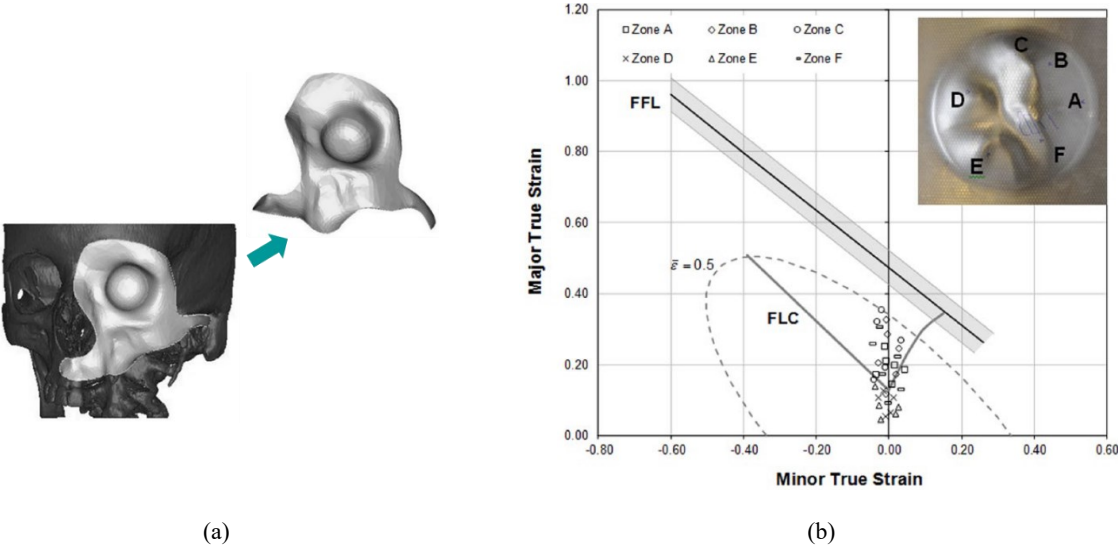 (a)
1.20
1.00
0.80
0.60
0.40
0.20
0.00
Major True Strain
□ Zone A ◇ Zone B ○ Zone C
× Zone D △ Zone E - Zone F
FFL
ε̄ = 0.5
FLC
C
B
D
A
E
F
-0.80 -0.60 -0.40 -0.20 0.00 0.20 0.40 0.60
Minor True Strain
(b)